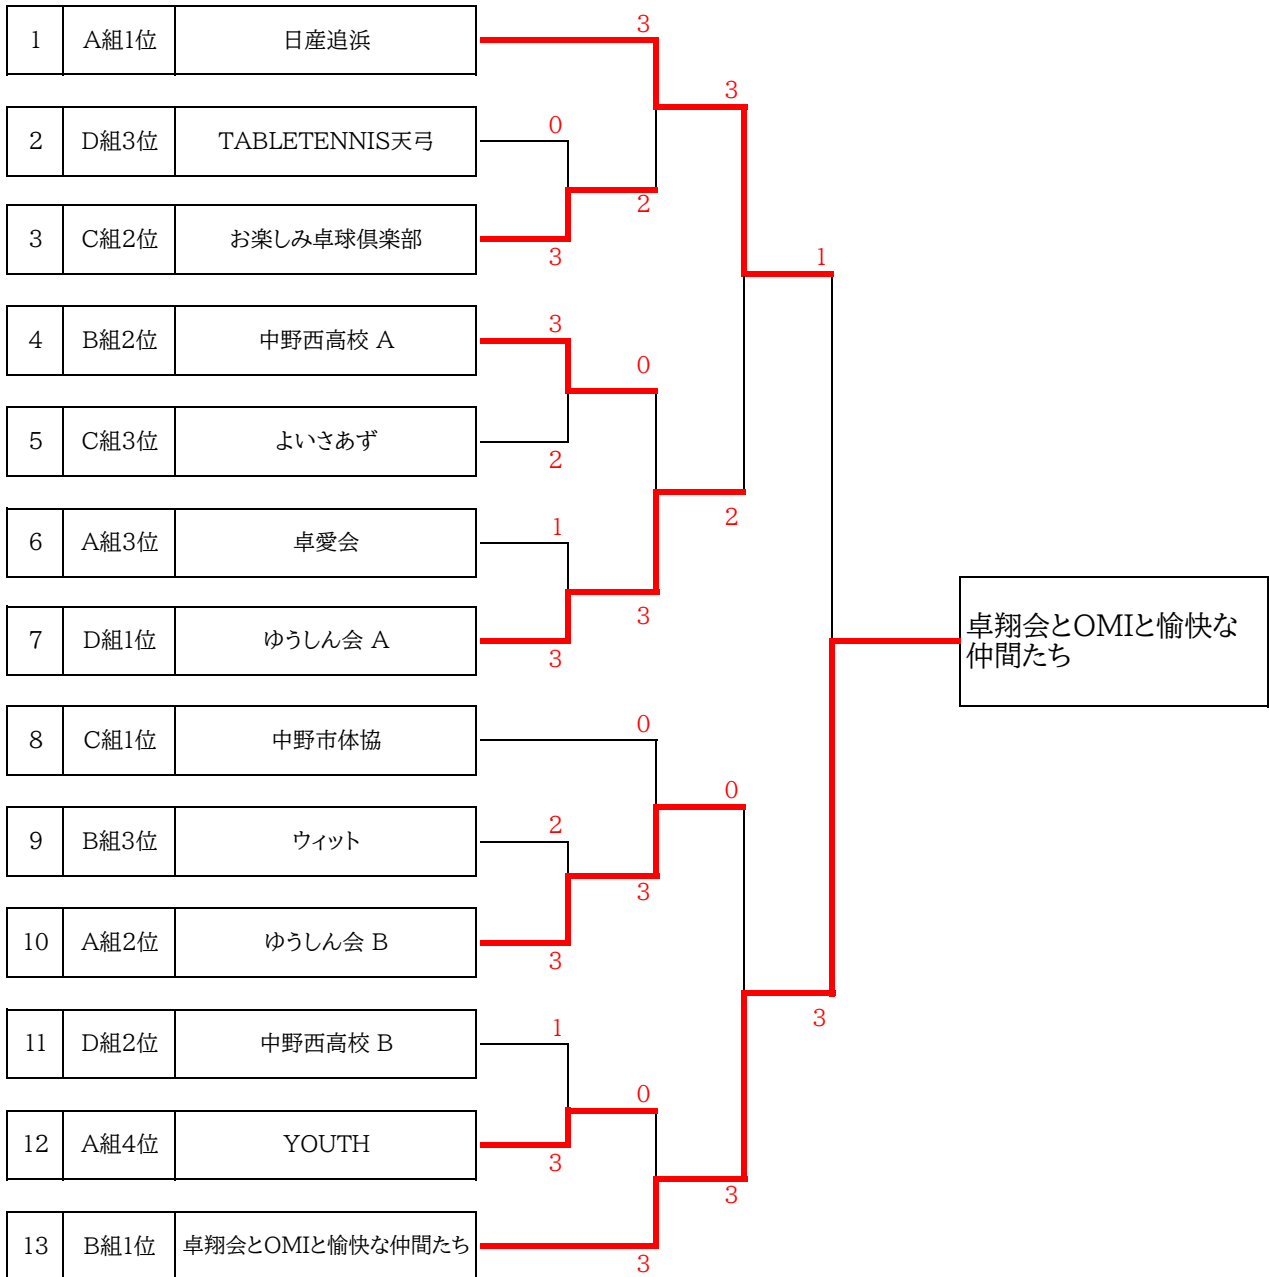 3
1 A組1位 日産追浜
3
0
2 D組3位 TABLETENNIS天弓
2
3 C組2位 お楽しみ卓球倶楽部
3
1
3
4 B組2位 中野西高校 A
0
5 C組3位 よいさあず
2
2
1
6 A組3位 卓愛会
3
7 D組1位 ゆうしん会 A
3
卓翔会とOMIと愉快な
仲間たち
0
8 C組1位 中野市体協
0
2
9 B組3位 ウィット
3
10 A組2位 ゆうしん会 B
3
3
1
11 D組2位 中野西高校 B
0
12 A組4位 YOUTH
3
3
13 B組1位 卓翔会とOMIと愉快な仲間たち
3